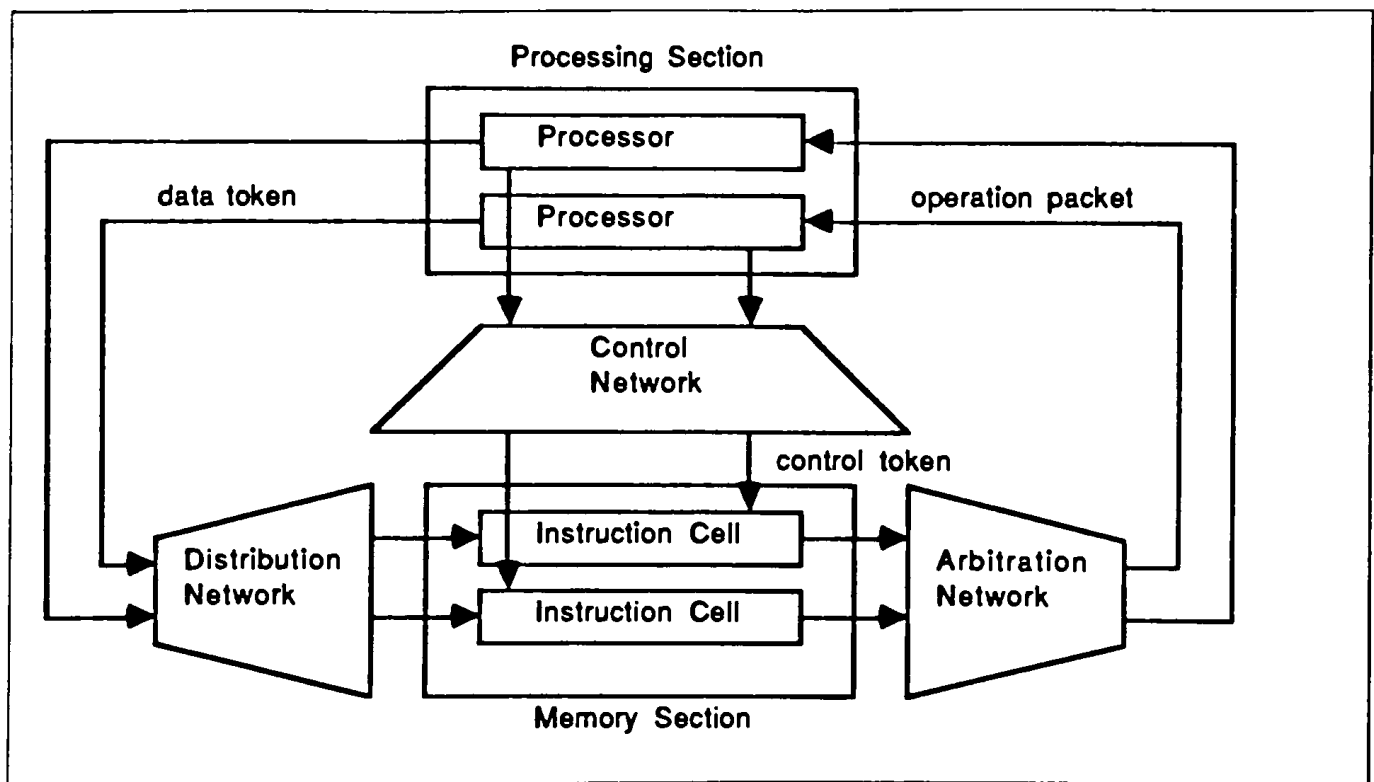 Processing Section
Processor
data token
Processor
operation packet
Control
Network
control token
Distribution
Network
Instruction Cell
Instruction Cell
Arbitration
Network
Memory Section